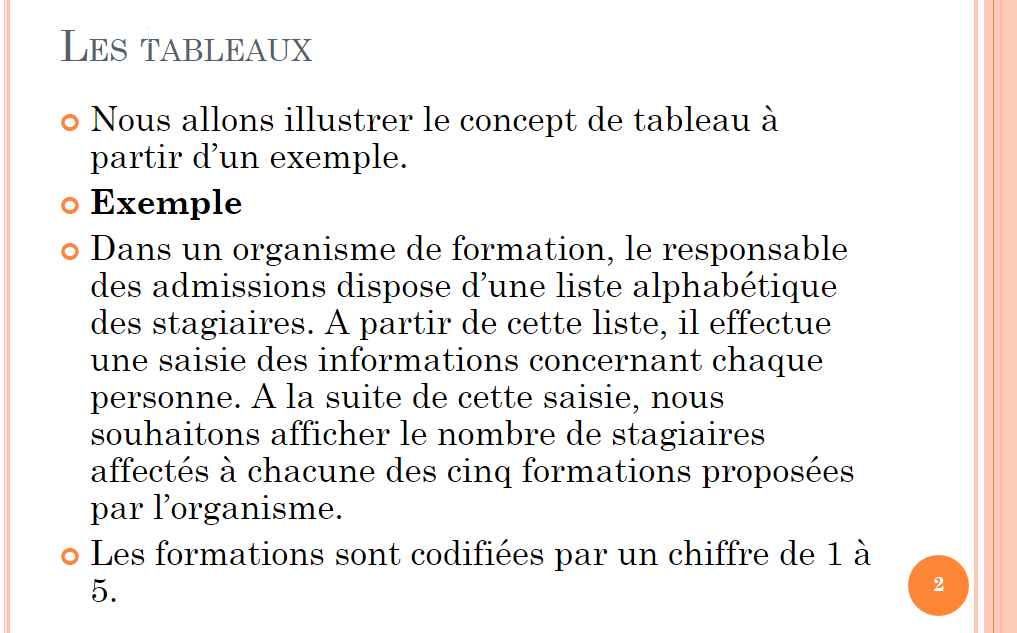 LES TABLEAUX
Nous allons illustrer le concept de tableau à
partir d’un exemple.
Exemple
Dans un organisme de formation, le responsable
des admissions dispose d’une liste alphabétique
des stagiaires. A partir de cette liste, il effectue
une saisie des informations concernant chaque
personne. A la suite de cette saisie, nous
souhaitons afficher le nombre de stagiaires
affectés à chacune des cinq formations proposées
par l’organisme.
Les formations sont codifiées par un chiffre de 1 à
5.
2